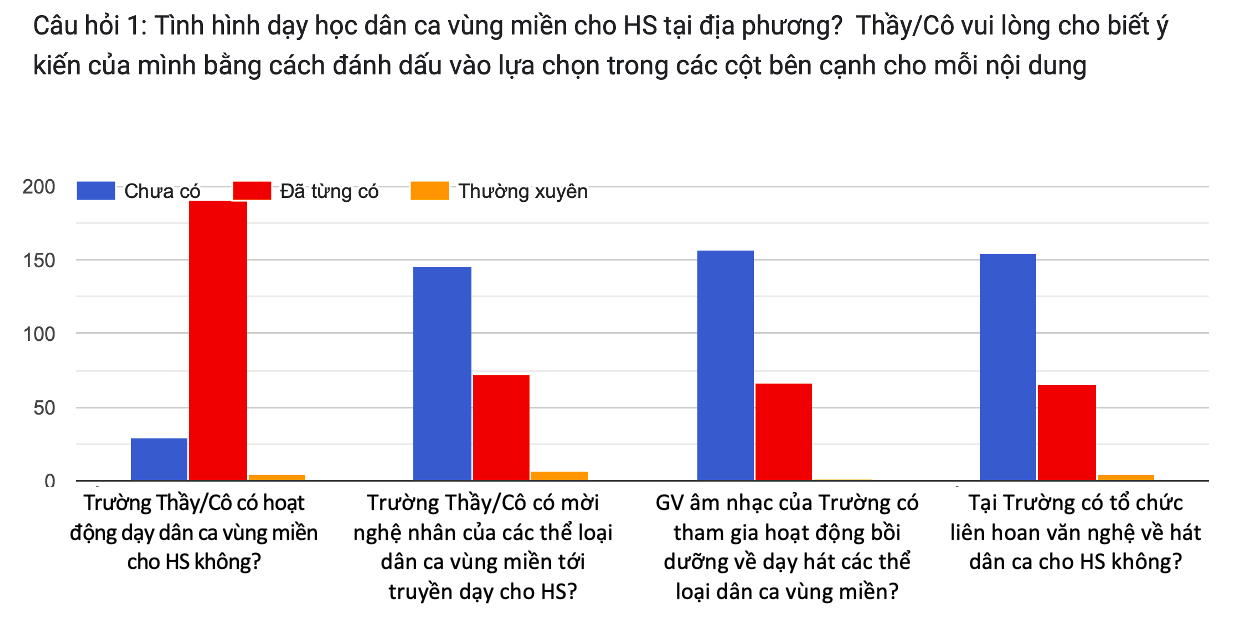 Câu hỏi 1: Tình hình dạy học dân ca vùng miền cho HS tại địa phương? Thầy/Cô vui lòng cho biết ý
kiến của mình bằng cách đánh dấu vào lựa chọn trong các cột bên cạnh cho mỗi nội dung
Chưa có
Đã từng có
Thường xuyên
200
150
100
50
0
Trường Thầy/Cô có hoạt
động dạy dân ca vùng miền
cho HS không?
Trường Thầy/Cô có mời
nghệ nhân của các thể loại
dân ca vùng miền tới
truyền dạy cho HS?
GV âm nhạc của Trường có
tham gia hoạt động bồi
dưỡng về dạy hát các thể
loại dân ca vùng miền?
Tại Trường có tổ chức
liên hoan văn nghệ về hát
dân ca cho HS không?